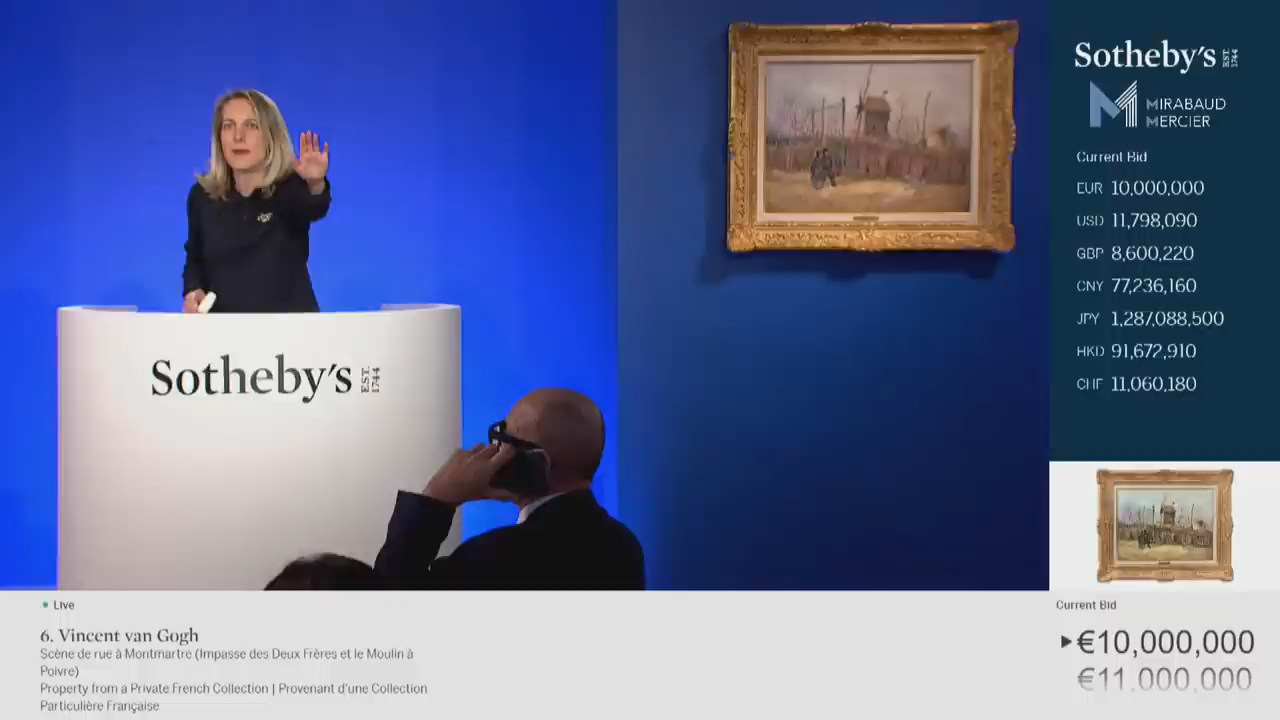 Sotheby's EST. 1744
MIRABAUD
MERCIER
Current Bid
EUR 10,000,000
USD 11,798,090
GBP 8,600,220
CNY 77,236,160
JPY 1,287,088,500
HKD 91,672,910
CHF 11,060,180
Sotheby's EST. 1744
Live
6. Vincent van Gogh
Scène de rue à Montmartre (Impasse des Deux Frères et le Moulin à
Poivre)
Property from a Private French Collection | Provenant d'une Collection
Particulière Française
Current Bid
€10,000,000
€11,000,000